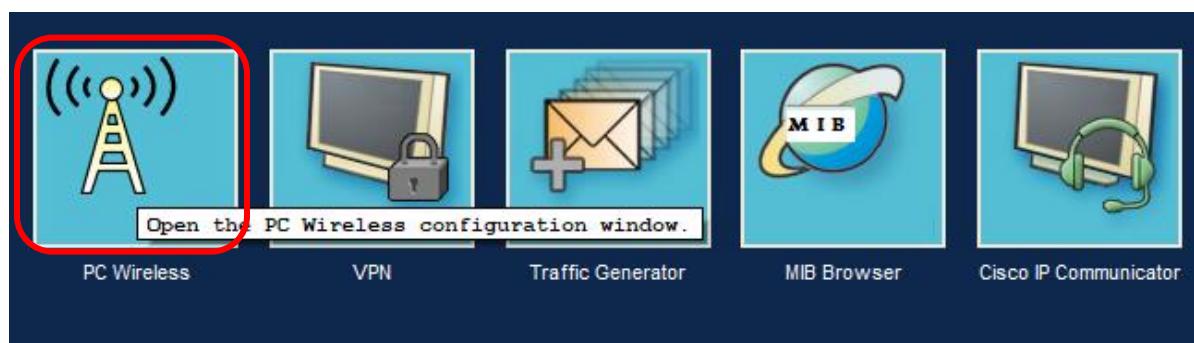 MIB
Open the PC Wireless configuration window.
PC Wireless
VPN
Traffic Generator
MIB Browser
Cisco IP Communicator